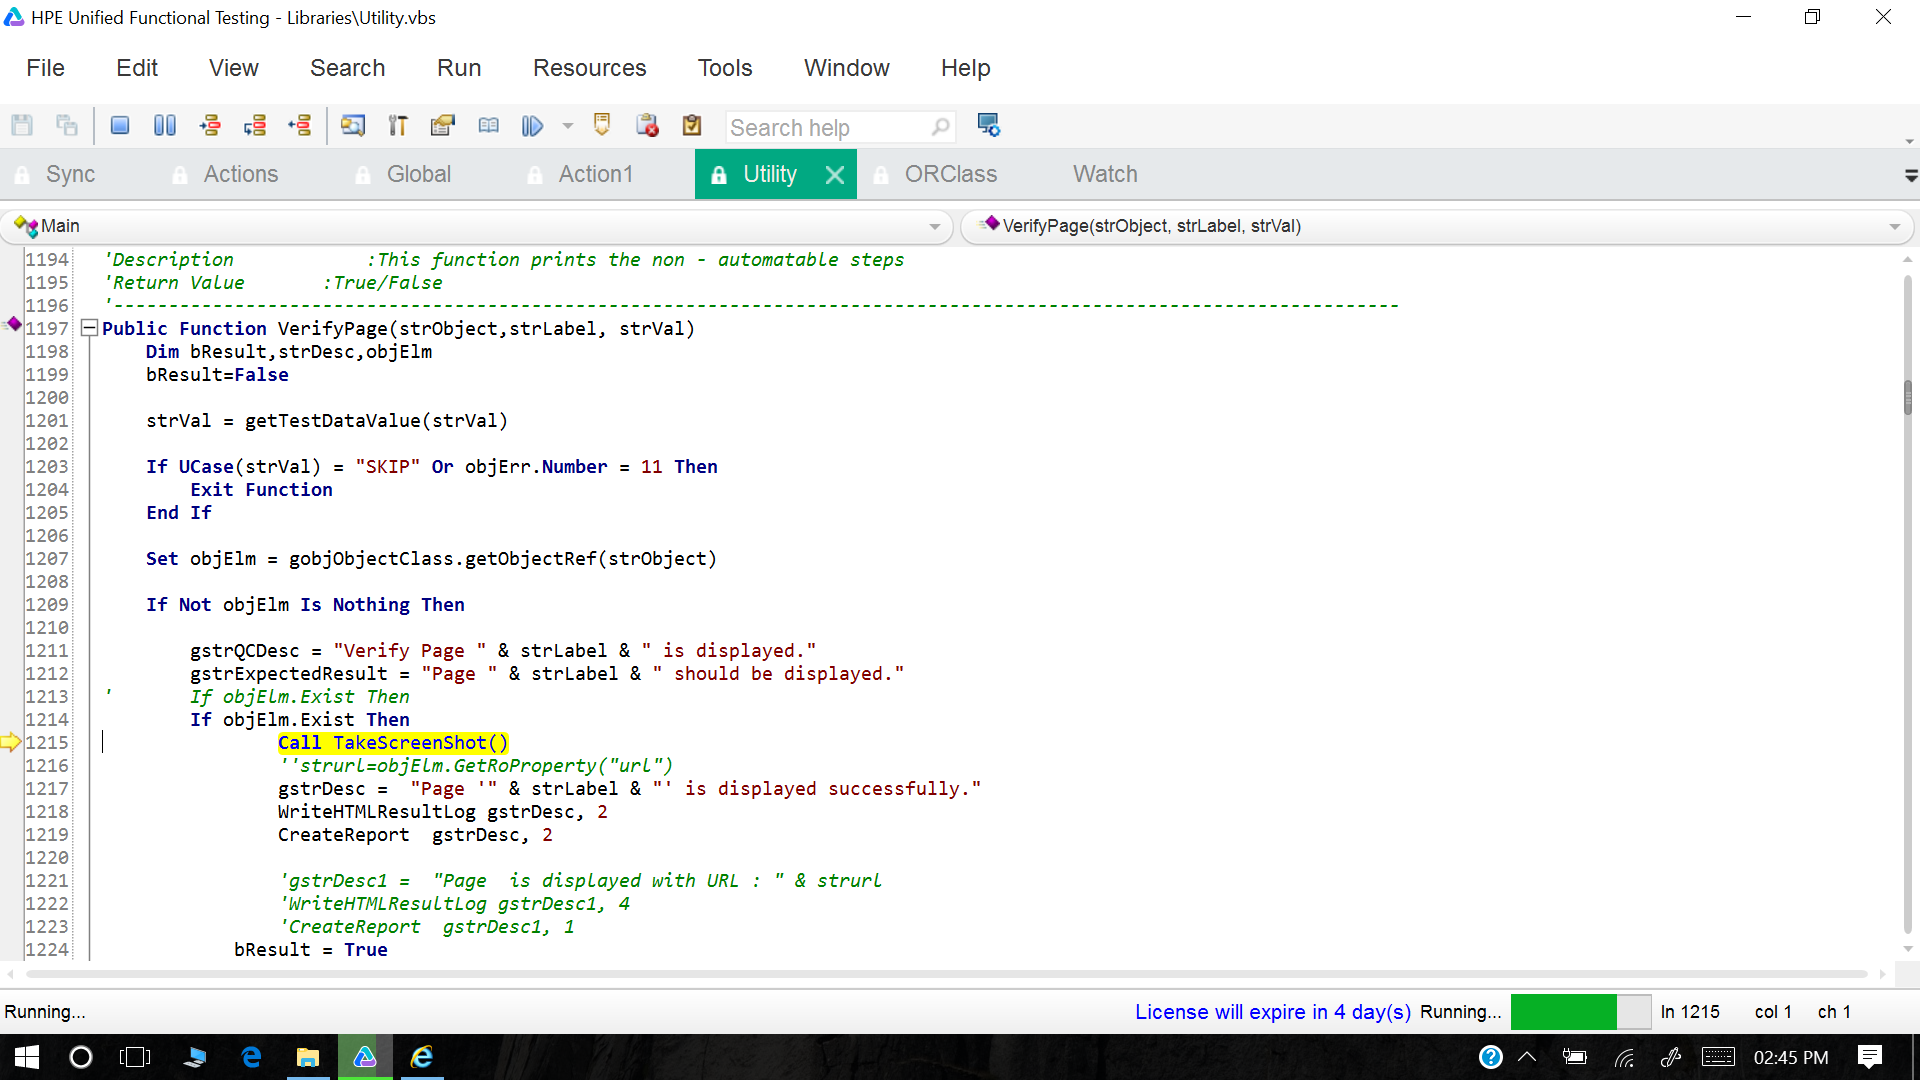 HPE Unified Functional Testing - Libraries\Utility.vbs
File Edit View Search Run Resources Tools Window Help
Search help
Sync Actions Global Action1 Utility ORClass Watch
Main VerifyPage(strObject, strLabel, strVal)
1194 'Description :This function prints the non - automatable steps
1195 'Return Value :True/False
1196 '---------------------------------------------------------------------------------------------------------------------
1197 Public Function VerifyPage(strObject,strLabel, strVal)
1198 Dim bResult,strDesc,objElm
1199 bResult=False
1200
1201 strVal = getTestDataValue(strVal)
1202
1203 If UCase(strVal) = "SKIP" Or objErr.Number = 11 Then
1204 Exit Function
1205 End If
1206
1207 Set objElm = gobjObjectClass.getObjectRef(strObject)
1208
1209 If Not objElm Is Nothing Then
1210
1211 gstrQCDesc = "Verify Page " & strLabel & " is displayed."
1212 gstrExpectedResult = "Page " & strLabel & " should be displayed."
1213 ' If objElm.Exist Then
1214 If objElm.Exist Then
1215 Call TakeScreenShot()
1216 ''strurl=objElm.GetRoProperty("url")
1217 gstrDesc =  "Page '" & strLabel & "' is displayed successfully."
1218 WriteHTMLResultLog gstrDesc, 2
1219 CreateReport  gstrDesc, 2
1220
1221 'gstrDesc1 =  "Page  is displayed with URL : " & strurl
1222 'WriteHTMLResultLog gstrDesc1, 4
1223 'CreateReport  gstrDesc1, 1
1224 bResult = True
Running... License will expire in 4 day(s) Running... ln 1215 col 1 ch 1
02:45 PM